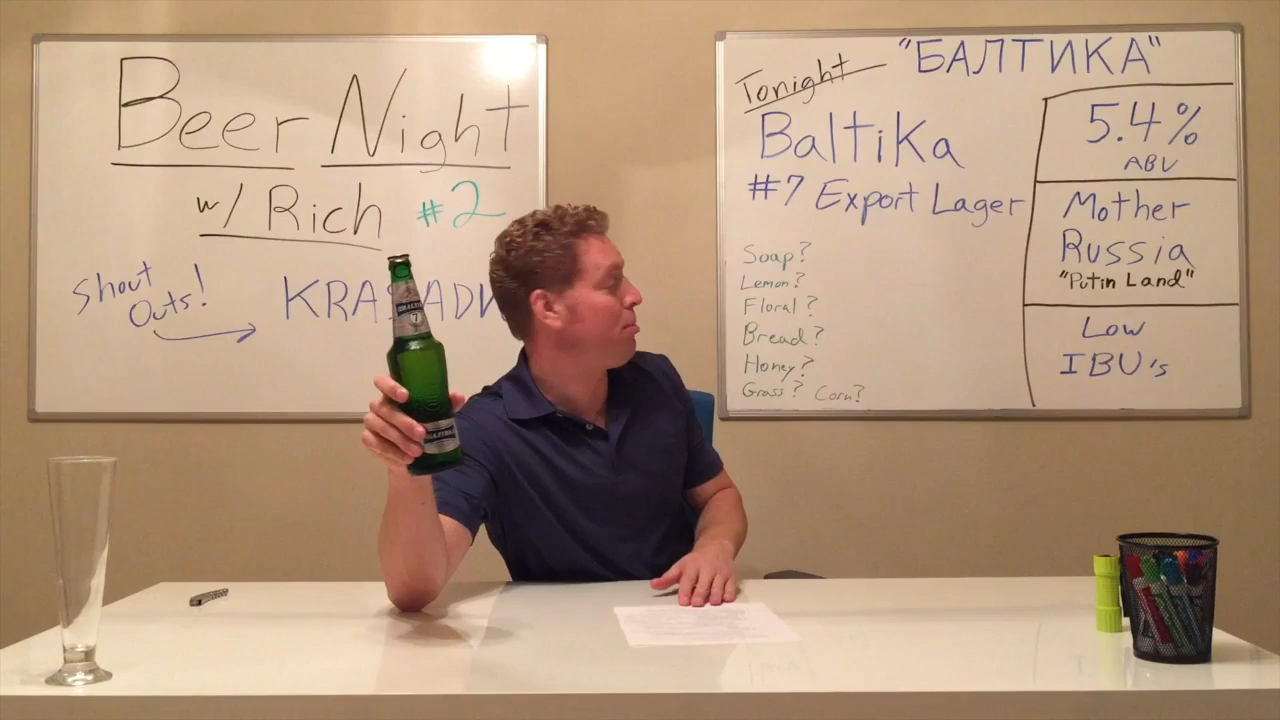 Beer Night
w/ Rich #2
Shout
Outs!
Tonight
"БАЛТИКА"
Baltika
#7 Export Lager
Soap?
Lemon?
Floral?
Bread?
Honey?
Grass? Corn?
5.4%
ABV
Mother
Russia
"Putin Land"
Low
IBU's
7